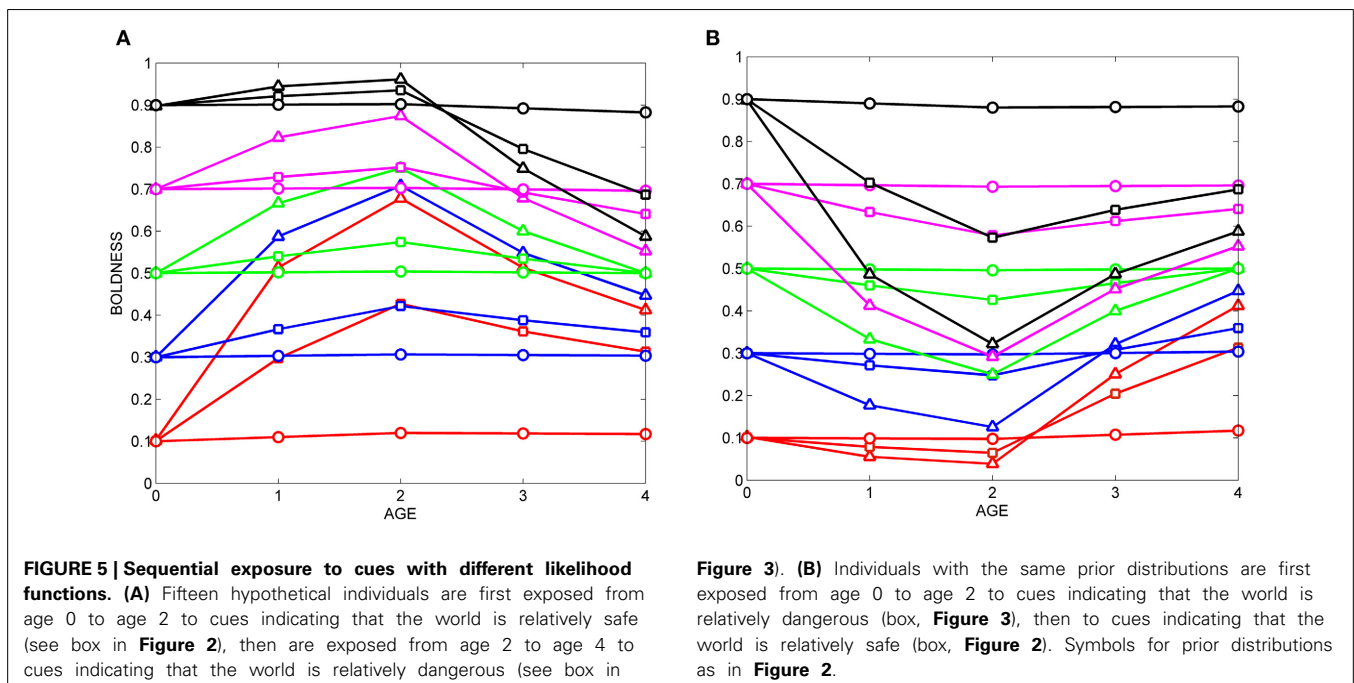 A
B
1
0.9
0.8
0.7
0.6
0.5
0.4
0.3
0.2
0.1
0
BOLDNESS
0 1 2 3 4
AGE
1
0.9
0.8
0.7
0.6
0.5
0.4
0.3
0.2
0.1
0
0 1 2 3 4
AGE
FIGURE 5 | Sequential exposure to cues with different likelihood
functions. (A) Fifteen hypothetical individuals are first exposed from
age 0 to age 2 to cues indicating that the world is relatively safe
(see box in Figure 2), then are exposed from age 2 to age 4 to
cues indicating that the world is relatively dangerous (see box in
Figure 3). (B) Individuals with the same prior distributions are first
exposed from age 0 to age 2 to cues indicating that the world is
relatively dangerous (box, Figure 3), then to cues indicating that the
world is relatively safe (box, Figure 2). Symbols for prior distributions
as in Figure 2.